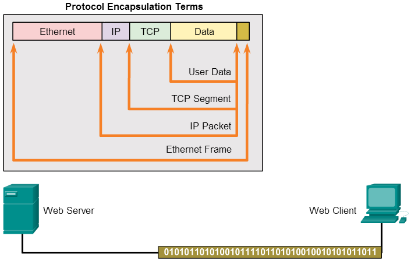 Protocol Encapsulation Terms
Ethernet IP TCP Data
User Data
TCP Segment
IP Packet
Ethernet Frame
Web Server
Web Client
0101011010100101111011010100100101011011